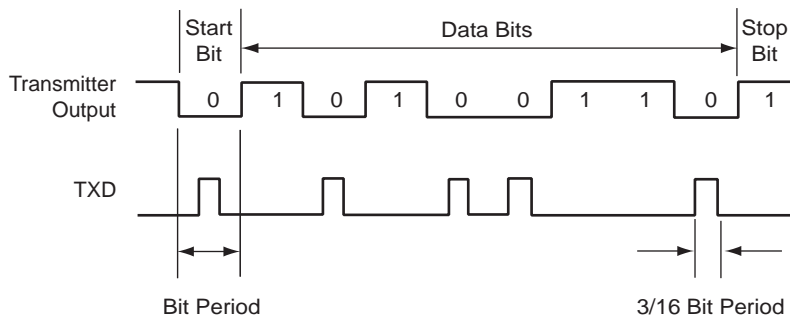 Start
Bit
Data Bits
Stop
Bit
Transmitter
Output
0 1 0 1 0 0 1 1 0 1
TXD
Bit Period
3/16 Bit Period